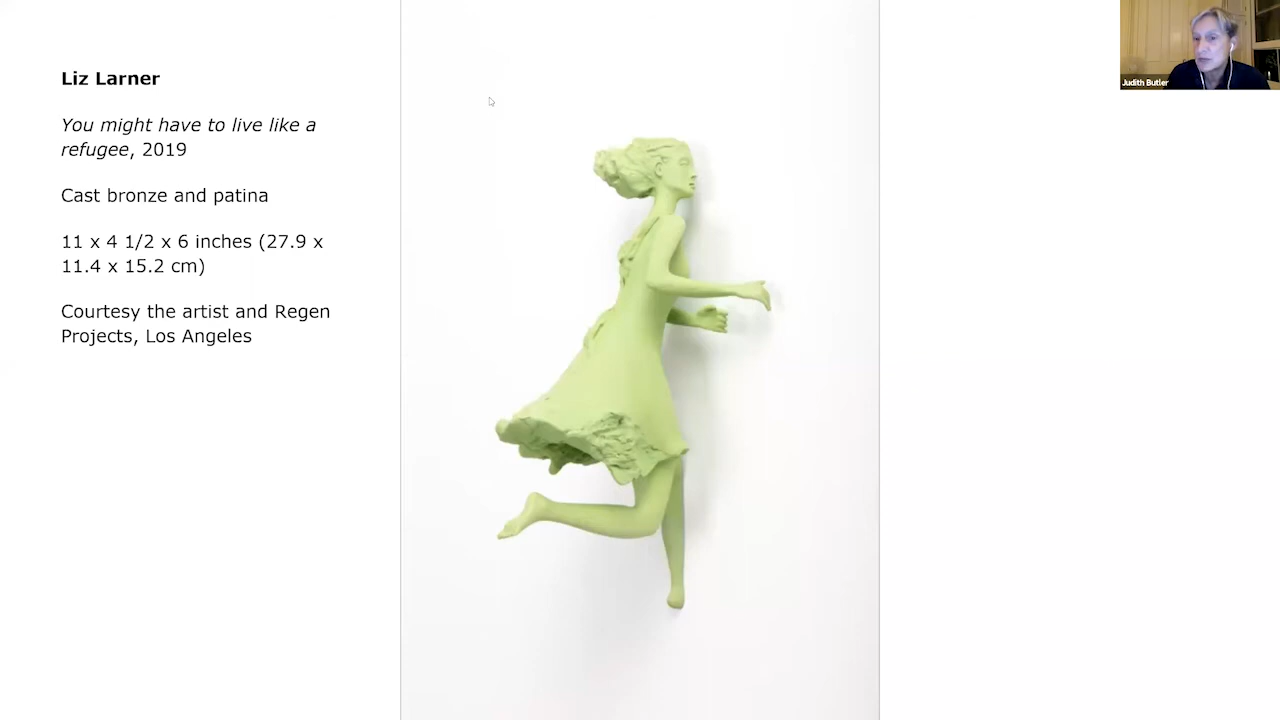 Liz Larner
You might have to live like a
refugee, 2019
Cast bronze and patina
11 x 4 1/2 x 6 inches (27.9 x
11.4 x 15.2 cm)
Courtesy the artist and Regen
Projects, Los Angeles
Judith Butler